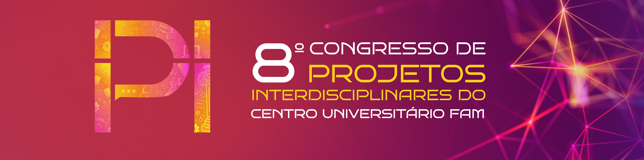 PI
8º CONGRESSO DE
PROJETOS
INTERDISCIPLINARES DO
CENTRO UNIVERSITÁRIO FAM